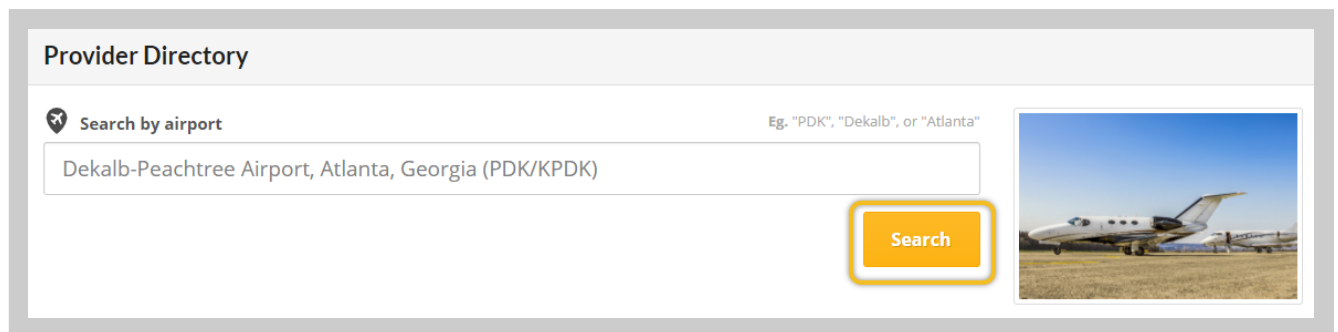 Provider Directory
Search by airport
Eg. "PDK", "Dekalb", or "Atlanta"
Dekalb-Peachtree Airport, Atlanta, Georgia (PDK/KPDK)
Search